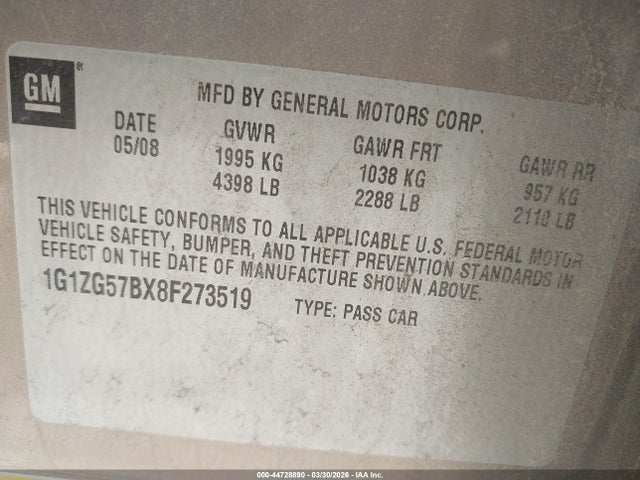 GM®
MFD BY GENERAL MOTORS CORP.
DATE GVWR GAWR FRT GAWR RR
05/08 1995 KG 1038 KG 957 KG
4398 LB 2288 LB 2110 LB
THIS VEHICLE CONFORMS TO ALL APPLICABLE U.S. FEDERAL MOTOR
VEHICLE SAFETY, BUMPER, AND THEFT PREVENTION STANDARDS IN
EFFECT ON THE DATE OF MANUFACTURE SHOWN ABOVE.
1G1ZG57BX8F273519 TYPE: PASS CAR
000-44728890 | 03/30/2026 | IAA Inc.